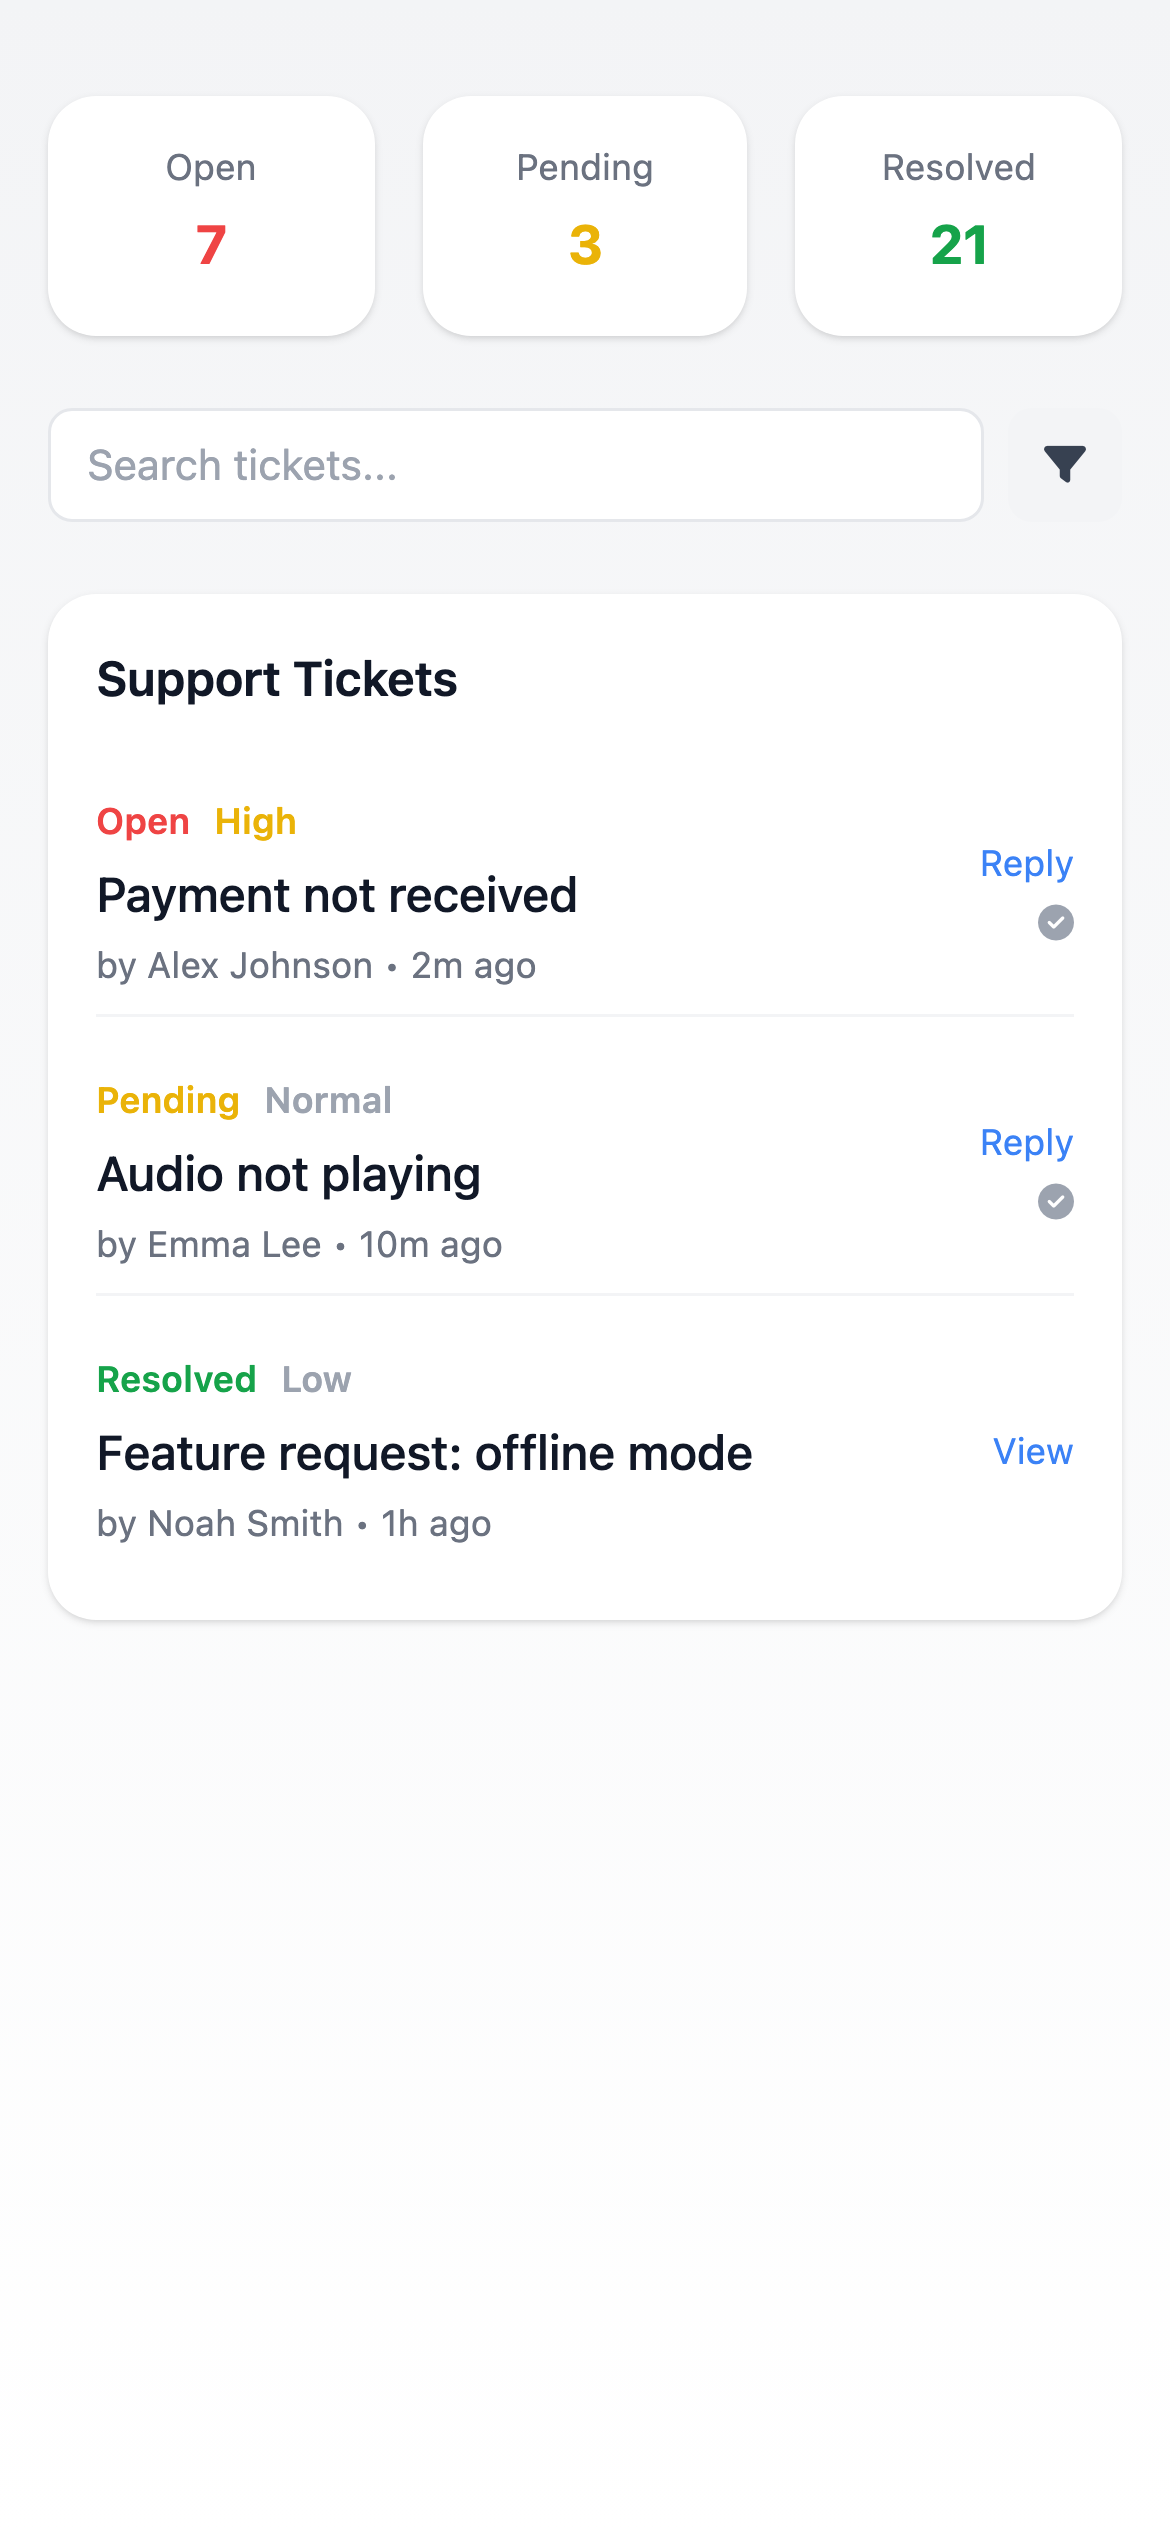 Open
7
Pending
3
Resolved
21
Search tickets...
Support Tickets
Open High
Payment not received
by Alex Johnson • 2m ago
Reply
Pending Normal
Audio not playing
by Emma Lee • 10m ago
Reply
Resolved Low
Feature request: offline mode
by Noah Smith • 1h ago
View